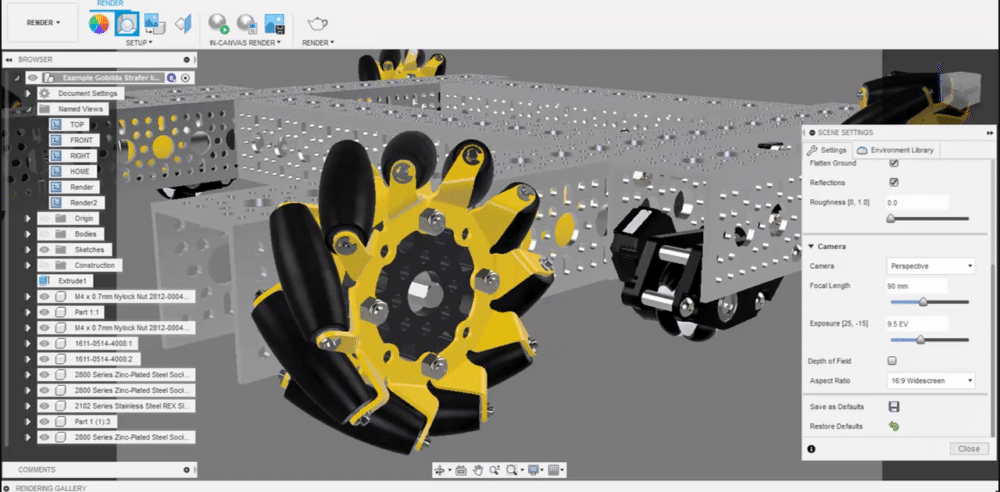 RENDER
RENDER
SETUP
IN-CANVAS RENDER
RENDER
BROWSER
Example Gobilda Strafer
Document Settings
Named Views
TOP
FRONT
RIGHT
HOME
Render
Render2
Origin
Bodies
Sketches
Construction
Extrude1
M4 x 0.7mm Nylock Nut 2812-0004...
Part 1:1
M4 x 0.7mm Nylock Nut 2812-0004...
1611-0514-4008:1
1611-0514-4008:2
2800 Series Zinc-Plated Steel Socl...
2800 Series Zinc-Plated Steel Socl...
2102 Series Stainless Steel REX St...
Part 1 (1):3
2800 Series Zinc-Plated Steel Socl...
COMMENTS
RENDERING GALLERY
SCENE SETTINGS
Settings
Environment Library
Flatten Ground
Reflections
Roughness [0, 1.0] 0.0
Camera
Camera Perspective
Focal Length 90 mm
Exposure [25, -15] 9.5 EV
Depth of Field
Aspect Ratio 16:9 Widescreen
Save as Defaults
Restore Defaults
Close